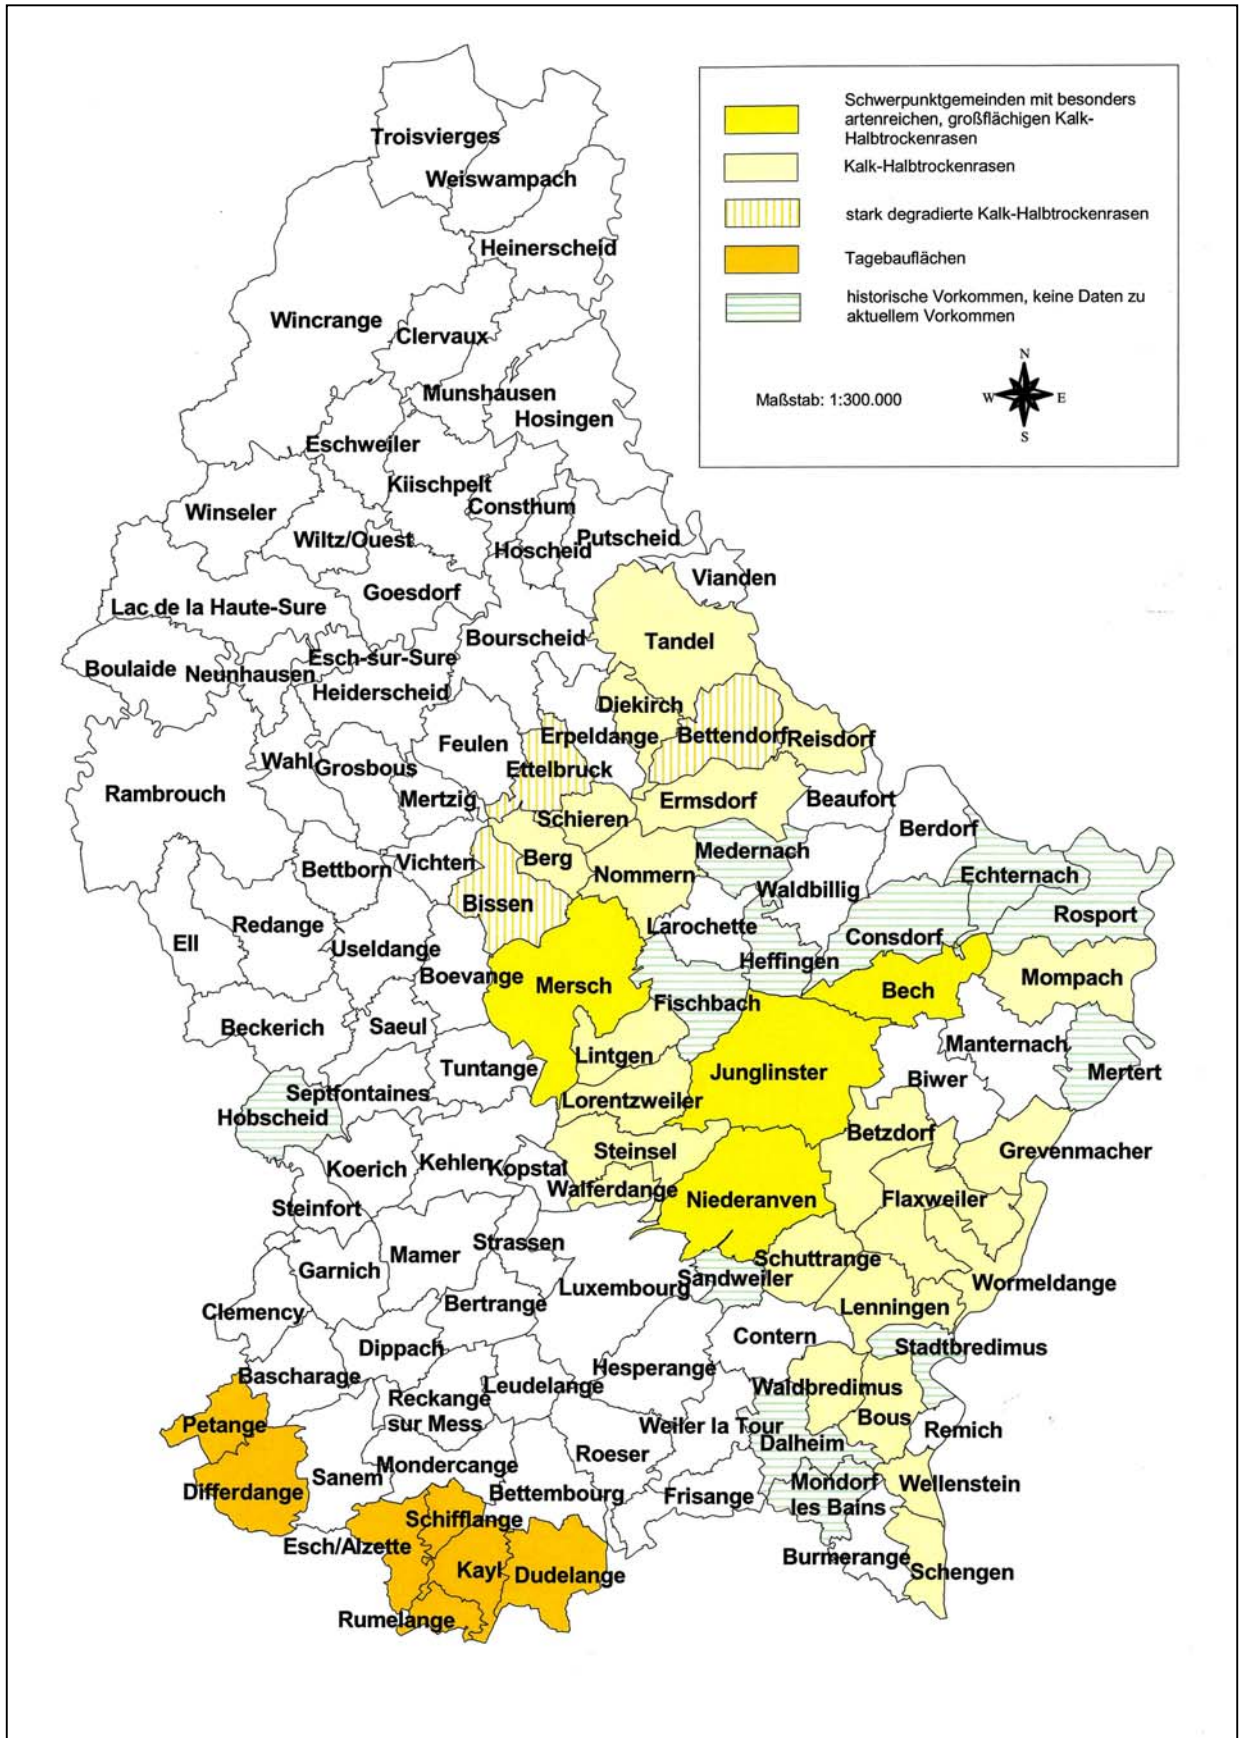 Schwerpunktgemeinden mit besonders
artenreichen, großflächigen Kalk-
Halbtrockenrasen
Kalk-Halbtrockenrasen
stark degradierte Kalk-Halbtrockenrasen
Tagebauflächen
historische Vorkommen, keine Daten zu
aktuellem Vorkommen
Maßstab: 1:300.000
N
W
E
S
Troisvierges
Weiswampach
Heinerscheid
Wincrange
Clervaux
Munshausen
Hosingen
Eschweiler
Kiischpelt
Consthum
Winseler
Wiltz/Ouest
Hoscheid
Putscheid
Vianden
Goesdorf
Lac de la Haute-Sure
Bourscheid
Tandel
Esch-sur-Sure
Boulaide
Neunhausen
Heiderscheid
Diekirch
Erpeldange
Bettendorf
Reisdorf
Feulen
Wahl
Grosbous
Ettelbruck
Rambrouch
Mertzig
Ermsdorf
Beaufort
Schieren
Berdorf
Medernach
Berg
Vichten
Bettborn
Nommern
Echternach
Waldbillig
Bissen
Rosport
Redange
Larochette
Ell
Useldange
Consdorf
Heffingen
Boevange
Mersch
Mompach
Bech
Fischbach
Beckerich
Saeul
Manternach
Lintgen
Tuntange
Junglinster
Mertert
Biwer
Septfontaines
Lorentzweiler
Hobscheid
Betzdorf
Steinsel
Grevenmacher
Koerich
Kehlen
Kopstal
Walferdange
Niederanven
Flaxweiler
Steinfort
Strassen
Mamer
Schuttrange
Garnich
Sandweiler
Luxembourg
Wormeldange
Bertrange
Clemency
Lenningen
Contern
Stadtbredimus
Dippach
Hesperange
Bascharage
Leudelange
Waldbredimus
Reckange
sur Mess
Bous
Petange
Weiler la Tour
Remich
Dalheim
Roeser
Mondercange
Sanem
Wellenstein
Mondorf
les Bains
Differdange
Bettembourg
Frisange
Schifflange
Esch/Alzette
Burmerange
Kayl
Schengen
Dudelange
Rumelange